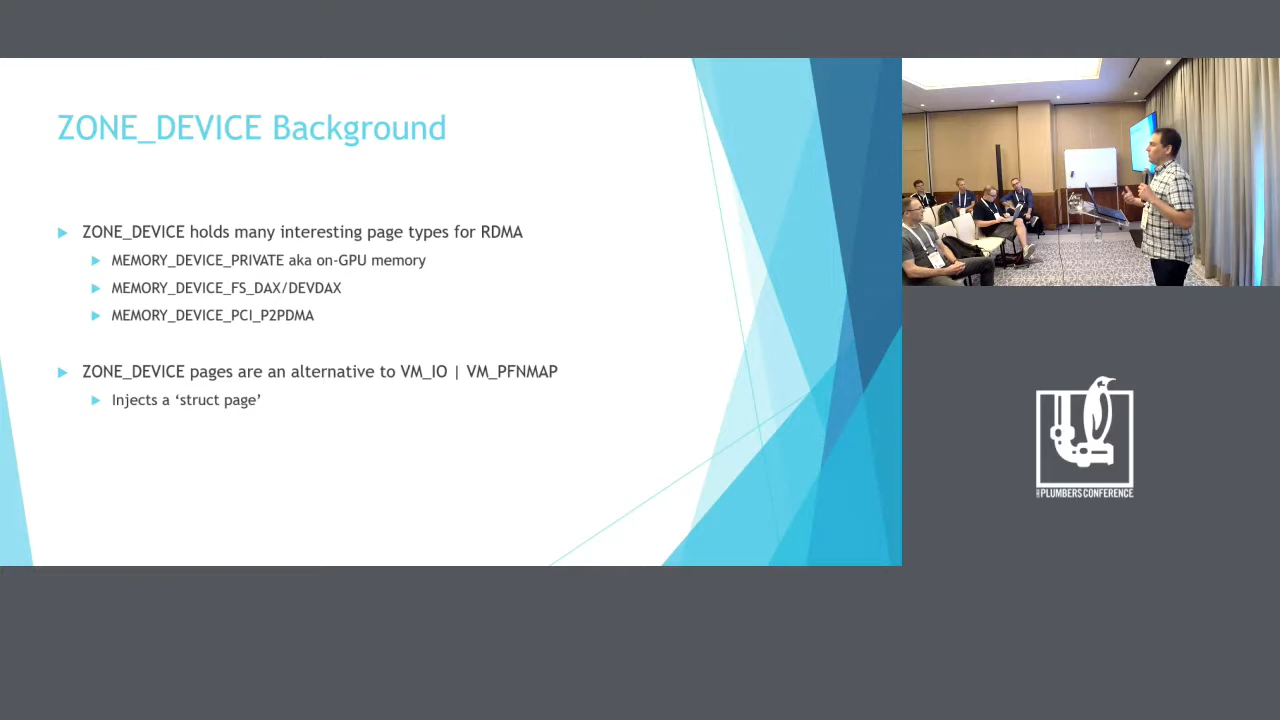 ZONE_DEVICE Background
ZONE_DEVICE holds many interesting page types for RDMA
MEMORY_DEVICE_PRIVATE aka on-GPU memory
MEMORY_DEVICE_FS_DAX/DEVDAX
MEMORY_DEVICE_PCI_P2PDMA
ZONE_DEVICE pages are an alternative to VM_IO | VM_PFNMAP
Injects a ‘struct page’
PLUMBERS CONFERENCE